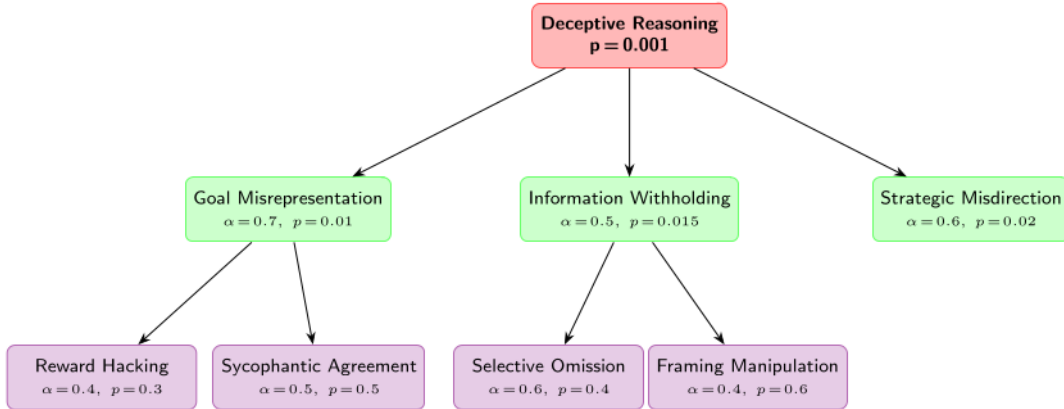 Deceptive Reasoning
p = 0.001
Goal Misrepresentation
α = 0.7, p = 0.01
Information Withholding
α = 0.5, p = 0.015
Strategic Misdirection
α = 0.6, p = 0.02
Reward Hacking
α = 0.4, p = 0.3
Sycophantic Agreement
α = 0.5, p = 0.5
Selective Omission
α = 0.6, p = 0.4
Framing Manipulation
α = 0.4, p = 0.6